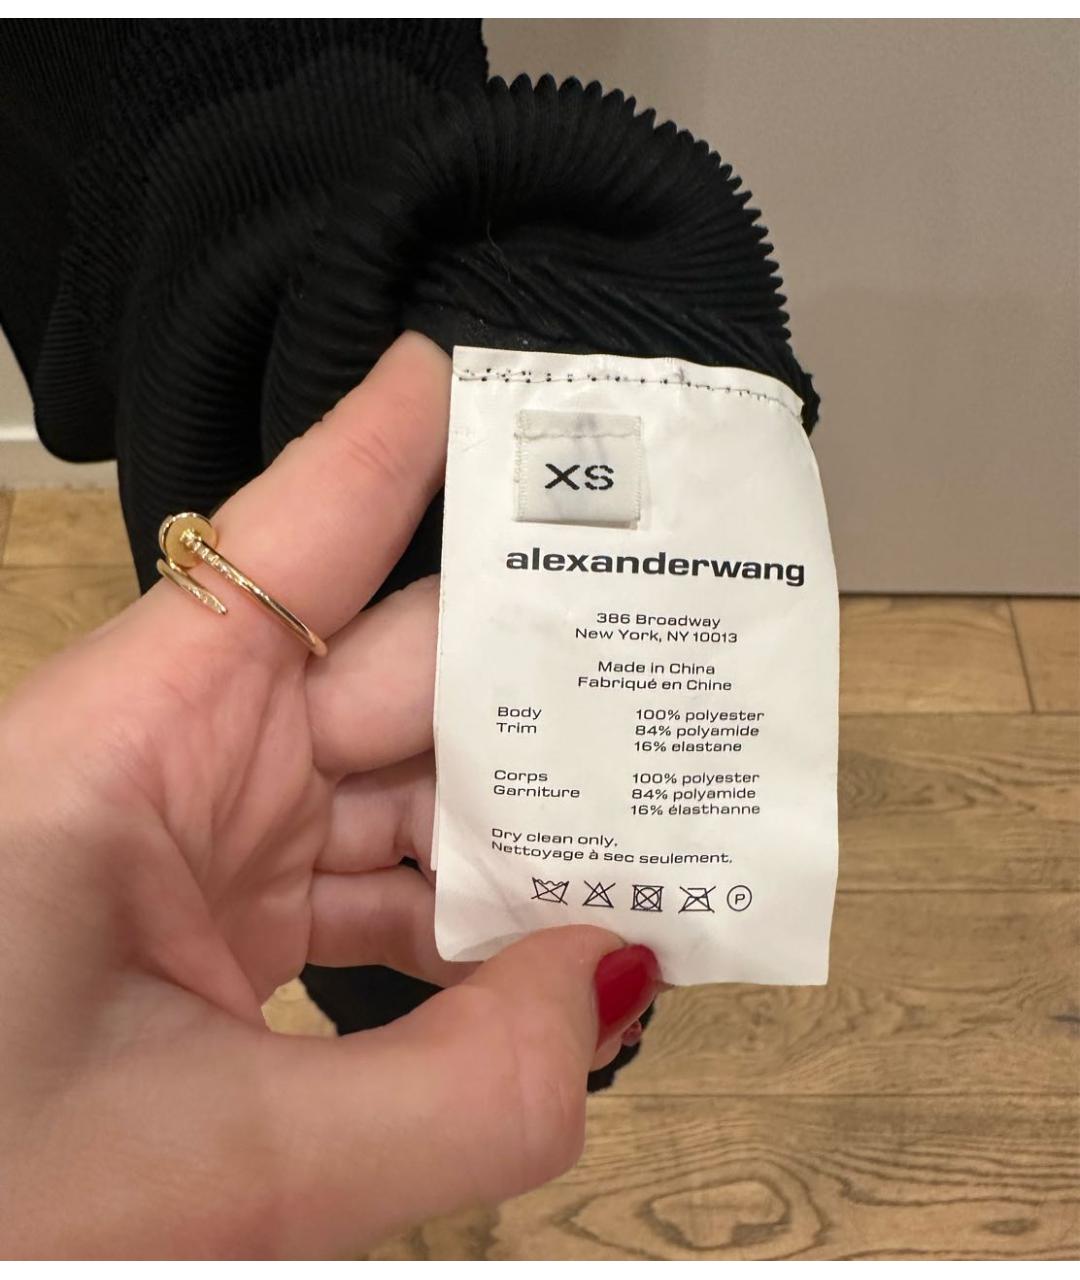 XS
alexanderwang
386 Broadway
New York, NY 10013
Made in China
Fabriqué en Chine
Body 100% polyester
Trim 84% polyamide
16% elastane
Corps 100% polyester
Garniture 84% polyamide
16% élasthanne
Dry clean only.
Nettoyage à sec seulement.
P